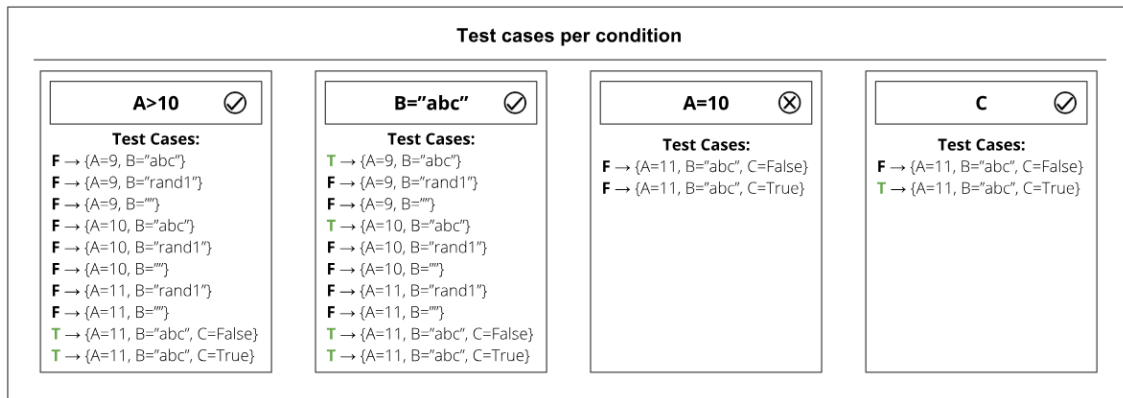 Test cases per condition
A>10
Test Cases:
F → {A=9, B=”abc”}
F → {A=9, B=”rand1”}
F → {A=9, B=””}
F → {A=10, B=”abc”}
F → {A=10, B=”rand1”}
F → {A=10, B=””}
F → {A=11, B=”rand1”}
F → {A=11, B=””}
T → {A=11, B=”abc”, C=False}
T → {A=11, B=”abc”, C=True}
B=”abc”
Test Cases:
T → {A=9, B=”abc”}
F → {A=9, B=”rand1”}
F → {A=9, B=””}
T → {A=10, B=”abc”}
F → {A=10, B=”rand1”}
F → {A=10, B=””}
F → {A=11, B=”rand1”}
F → {A=11, B=””}
T → {A=11, B=”abc”, C=False}
T → {A=11, B=”abc”, C=True}
A=10
Test Cases:
F → {A=11, B=”abc”, C=False}
F → {A=11, B=”abc”, C=True}
C
Test Cases:
F → {A=11, B=”abc”, C=False}
T → {A=11, B=”abc”, C=True}